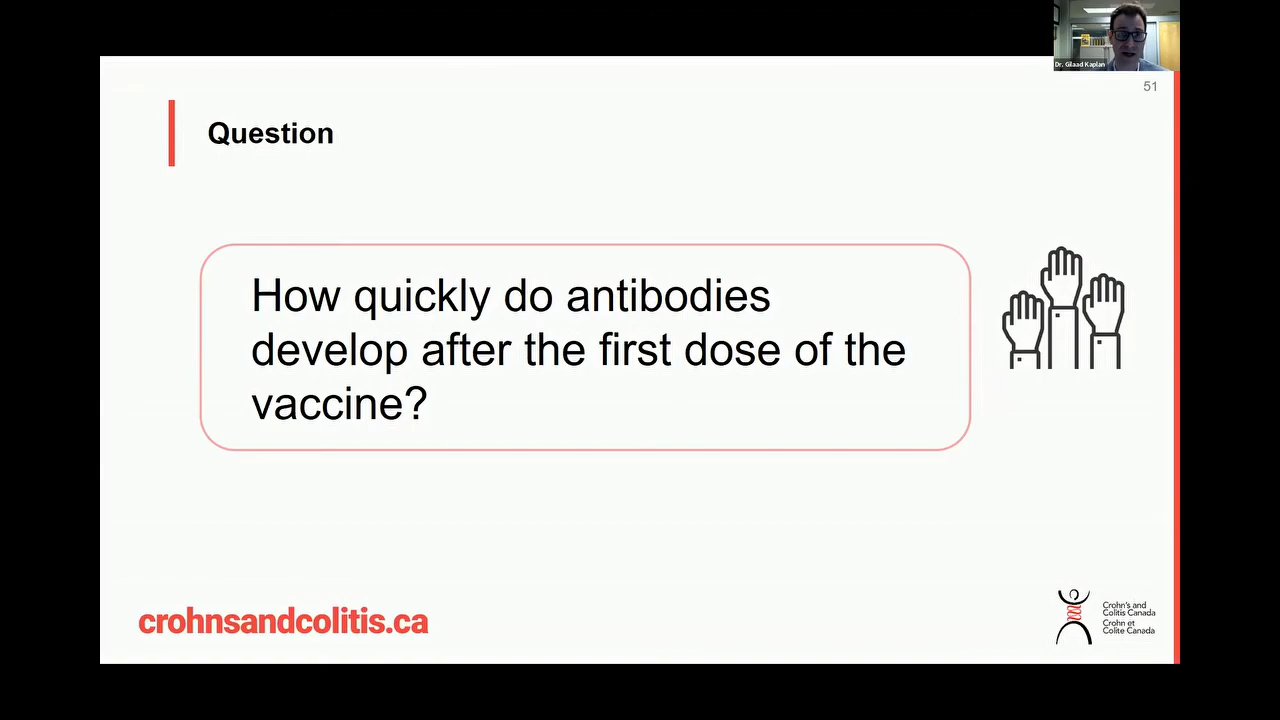 Dr. Gilaad Kaplan
51
Question
How quickly do antibodies
develop after the first dose of the
vaccine?
crohnsandcolitis.ca
Crohn's and
Colitis Canada
Crohn et
Colite Canada